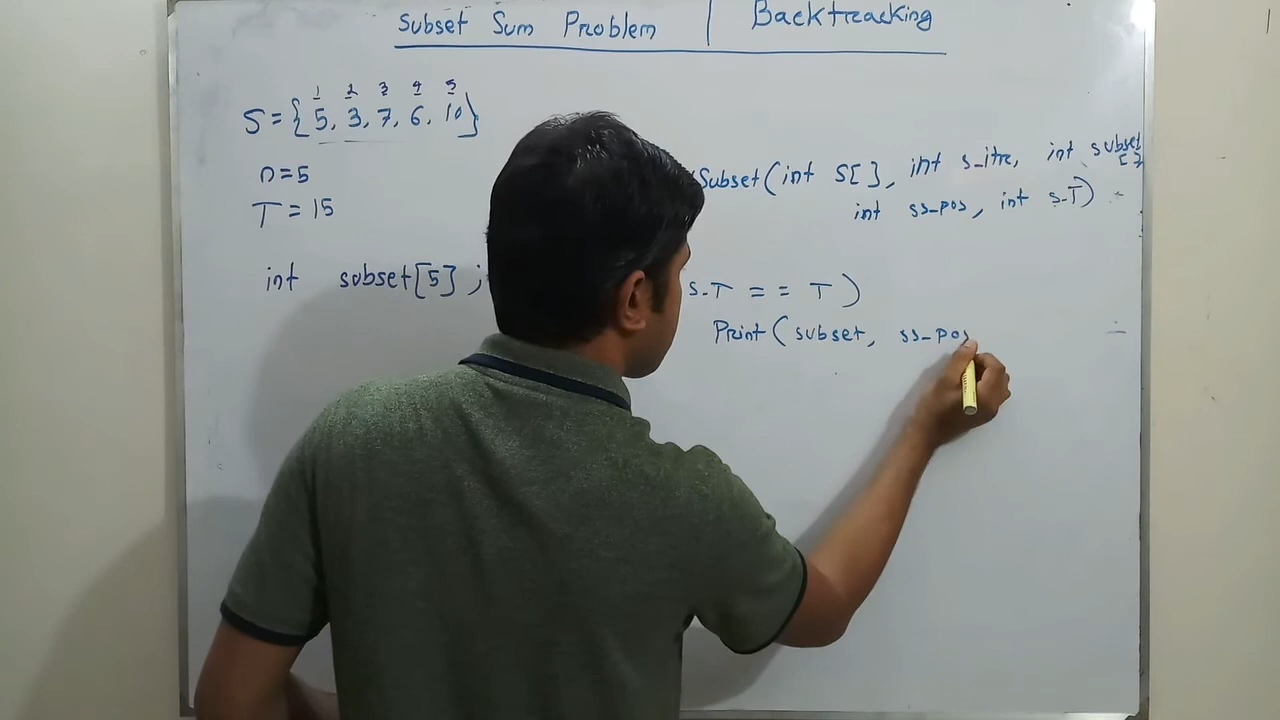 Subset Sum Problem | Backtracking
1 2 3 4 5
S = { 5, 3, 7, 6, 10 }
n = 5
T = 15
int subset[5];
Subset(int S[], int s_itre, int subset[],
int ss_pos, int s_T)
s_T == T)
Print(subset, ss_pos